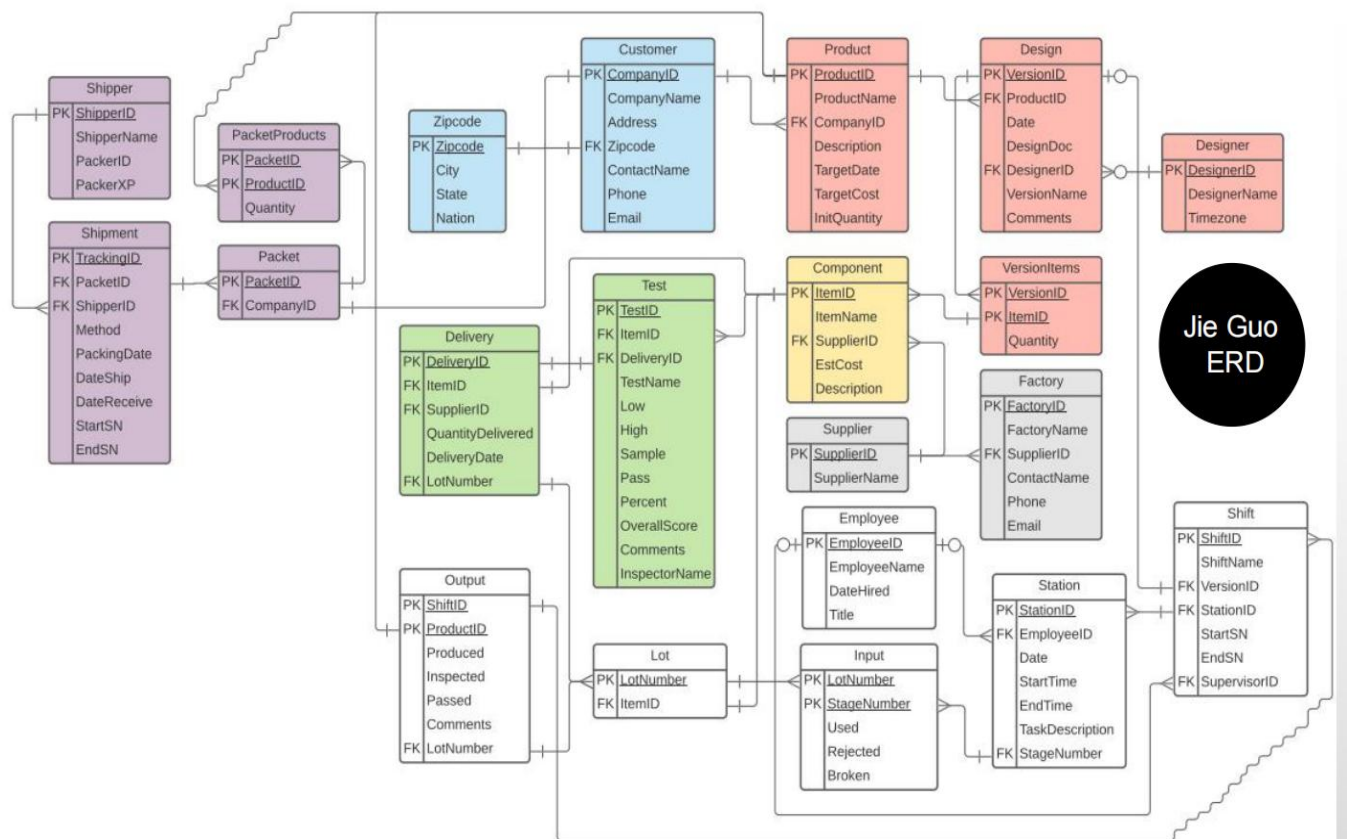 Shipper
PK ShipperID
ShipperName
PackerID
PackerXP
Shipment
PK TrackingID
FK PacketID
FK ShipperID
Method
PackingDate
DateShip
DateReceive
StartSN
EndSN
PacketProducts
PK PacketID
PK ProductID
Quantity
Packet
PK PacketID
FK CompanyID
Zipcode
PK Zipcode
City
State
Nation
Customer
PK CompanyID
CompanyName
Address
FK Zipcode
ContactName
Phone
Email
Product
PK ProductID
ProductName
FK CompanyID
Description
TargetDate
TargetCost
InitQuantity
Design
PK VersionID
FK ProductID
Date
DesignDoc
FK DesignerID
VersionName
Comments
Designer
PK DesignerID
DesignerName
Timezone
Delivery
PK DeliveryID
FK ItemID
FK SupplierID
QuantityDelivered
DeliveryDate
FK LotNumber
Test
PK TestID
FK ItemID
FK DeliveryID
TestName
Low
High
Sample
Pass
Percent
OverallScore
Comments
InspectorName
Component
PK ItemID
ItemName
FK SupplierID
EstCost
Description
VersionItems
PK VersionID
PK ItemID
Quantity
Jie Guo
ERD
Supplier
PK SupplierID
SupplierName
Factory
PK FactoryID
FactoryName
FK SupplierID
ContactName
Phone
Email
Output
PK ShiftID
PK ProductID
Produced
Inspected
Passed
Comments
FK LotNumber
Lot
PK LotNumber
FK ItemID
Employee
PK EmployeeID
EmployeeName
DateHired
Title
Input
PK LotNumber
PK StageNumber
Used
Rejected
Broken
Station
PK StationID
FK EmployeeID
Date
StartTime
EndTime
TaskDescription
FK StageNumber
Shift
PK ShiftID
ShiftName
FK VersionID
FK StationID
StartSN
EndSN
FK SupervisorID